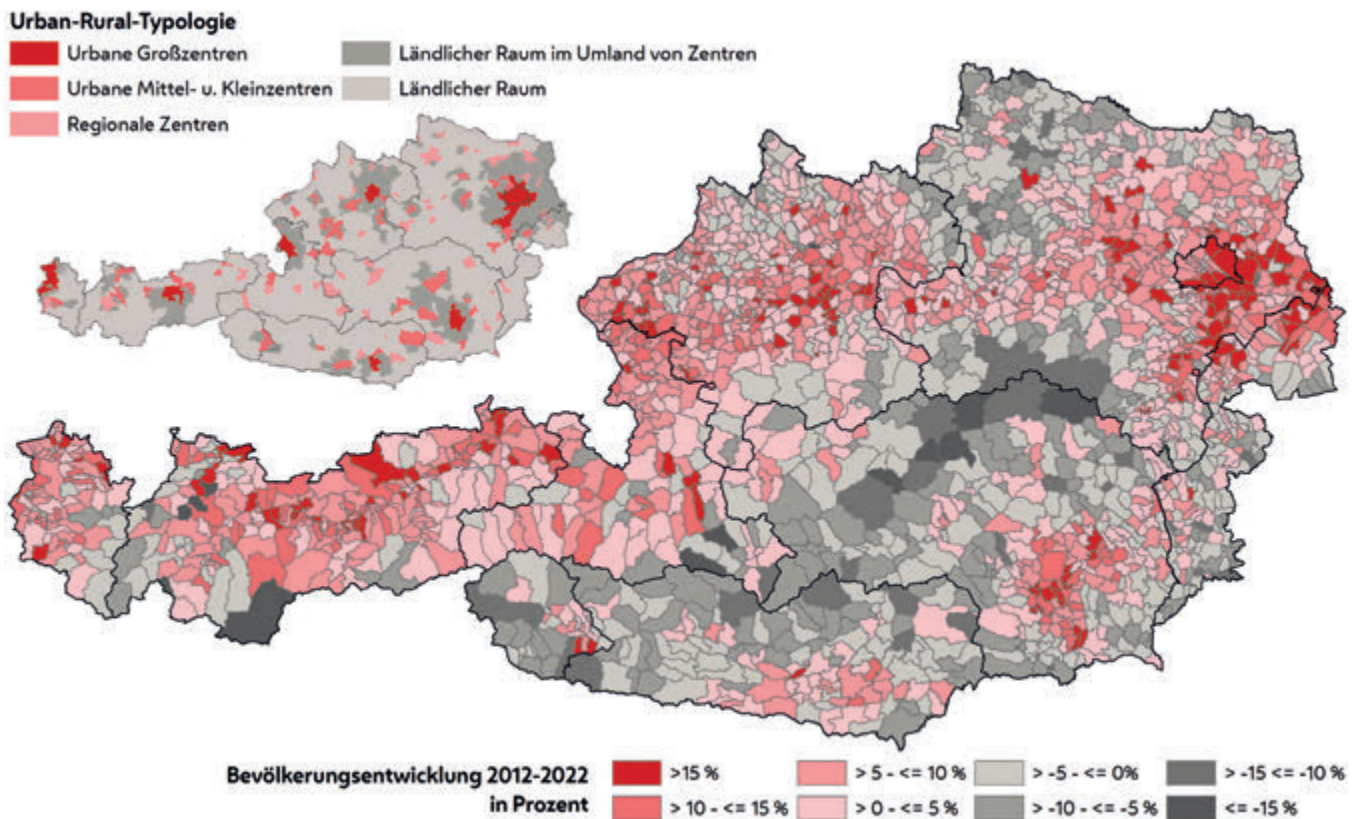 Urban-Rural-Typologie
Urbane Großzentren
Urbane Mittel- u. Kleinzentren
Regionale Zentren
Ländlicher Raum im Umland von Zentren
Ländlicher Raum
Bevölkerungsentwicklung 2012-2022
in Prozent
>15 %
> 10 - <= 15 %
> 5 - <= 10 %
> 0 - <= 5 %
> -5 - <= 0%
> -10 - <= -5 %
> -15 <= -10 %
<= -15 %